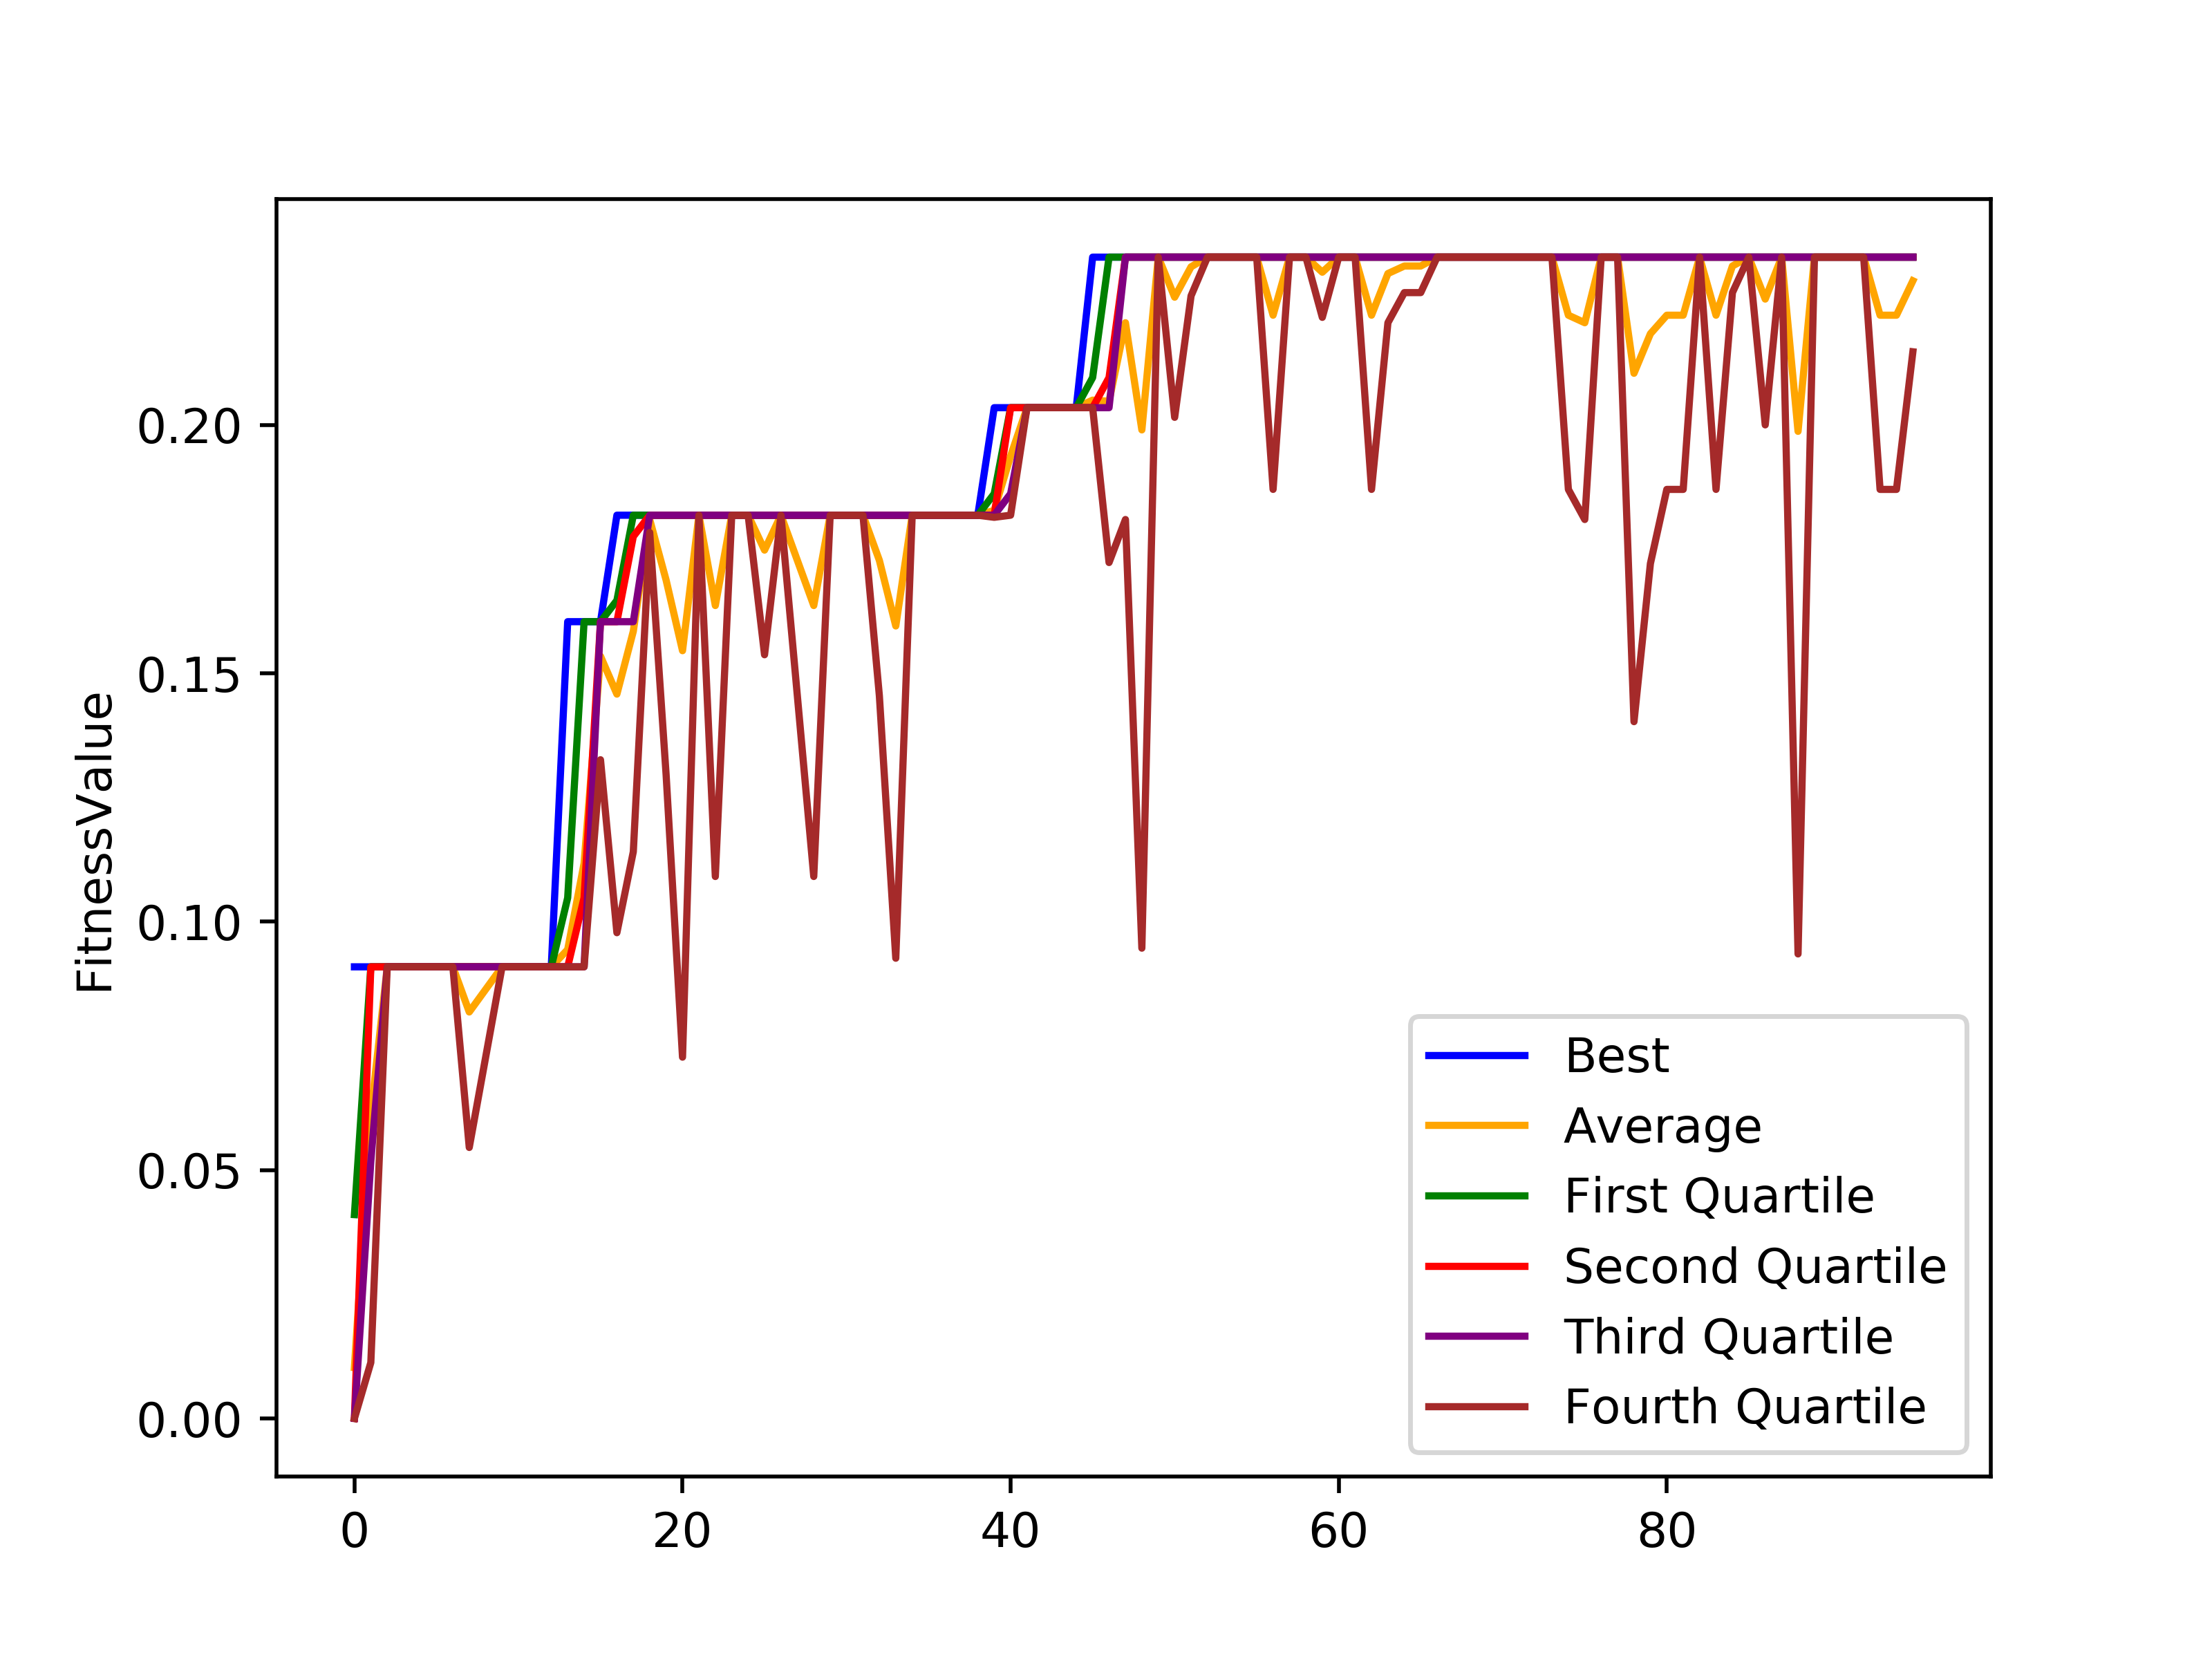 FitnessValue
0.20
0.15
0.10
0.05
0.00
0 20 40 60 80
Best
Average
First Quartile
Second Quartile
Third Quartile
Fourth Quartile